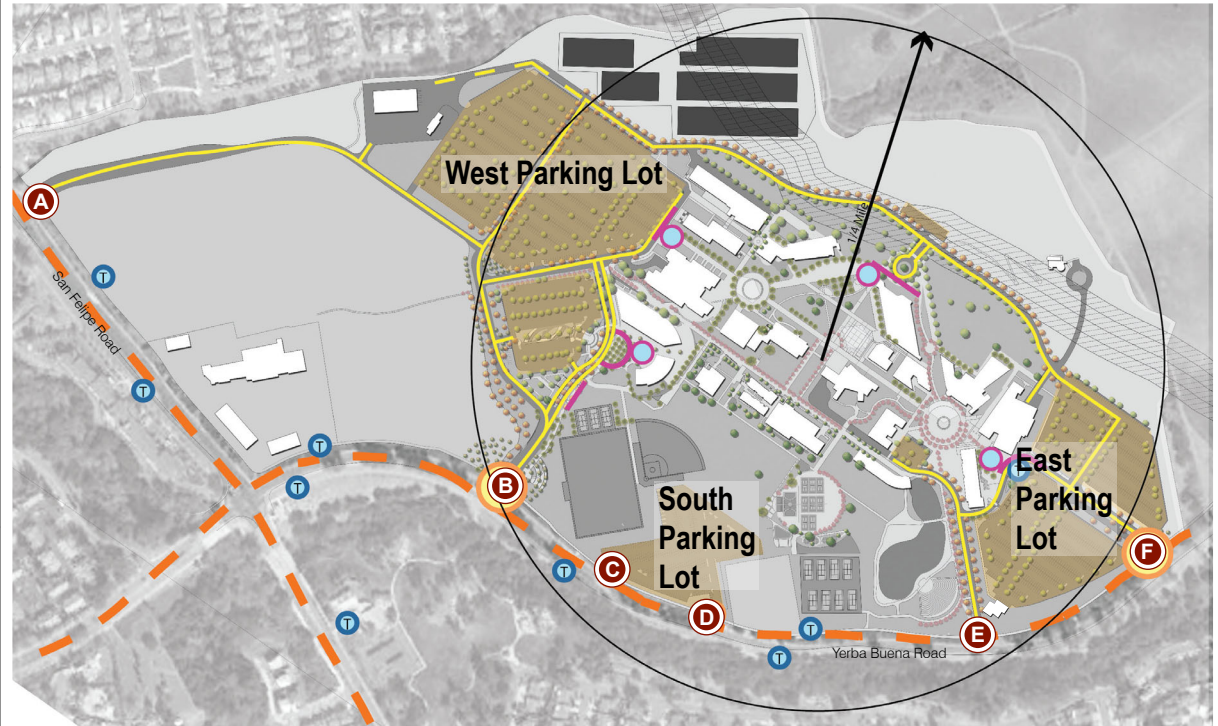 West Parking Lot
A
1/4 Mile
T
San Felipe Road
T
T
T
B
East
Parking
Lot
T
South
Parking
Lot
F
C
T
D
T
T
E
Yerba Buena Road
T